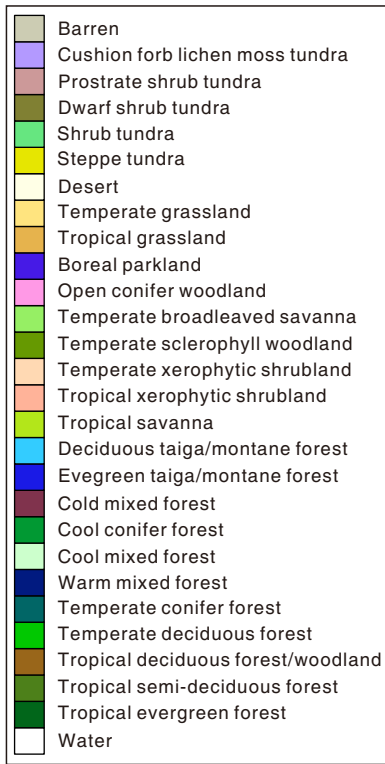 Barren
Cushion forb lichen moss tundra
Prostrate shrub tundra
Dwarf shrub tundra
Shrub tundra
Steppe tundra
Desert
Temperate grassland
Tropical grassland
Boreal parkland
Open conifer woodland
Temperate broadleaved savanna
Temperate sclerophyll woodland
Temperate xerophytic shrubland
Tropical xerophytic shrubland
Tropical savanna
Deciduous taiga/montane forest
Evegreen taiga/montane forest
Cold mixed forest
Cool conifer forest
Cool mixed forest
Warm mixed forest
Temperate conifer forest
Temperate deciduous forest
Tropical deciduous forest/woodland
Tropical semi-deciduous forest
Tropical evergreen forest
Water